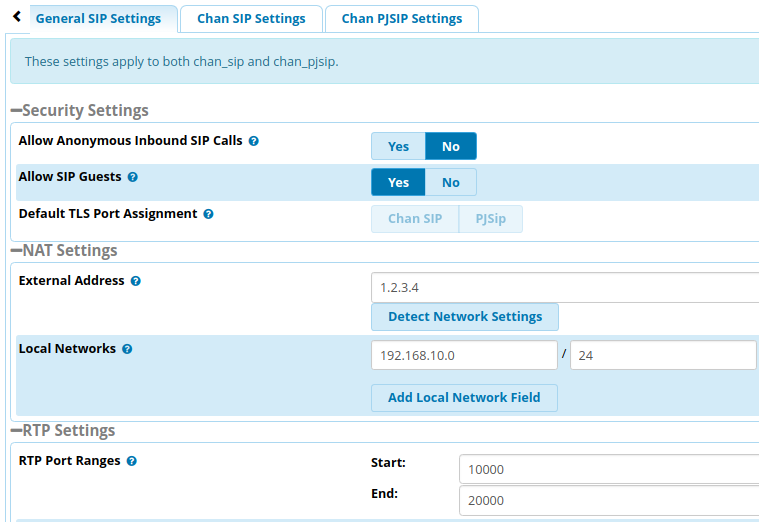 General SIP Settings
Chan SIP Settings
Chan PJSIP Settings
These settings apply to both chan_sip and chan_pjsip.
Security Settings
Allow Anonymous Inbound SIP Calls
Yes No
Allow SIP Guests
Yes No
Default TLS Port Assignment
Chan SIP PJSip
NAT Settings
External Address
1.2.3.4
Detect Network Settings
Local Networks
192.168.10.0 / 24
Add Local Network Field
RTP Settings
RTP Port Ranges
Start: 10000
End: 20000